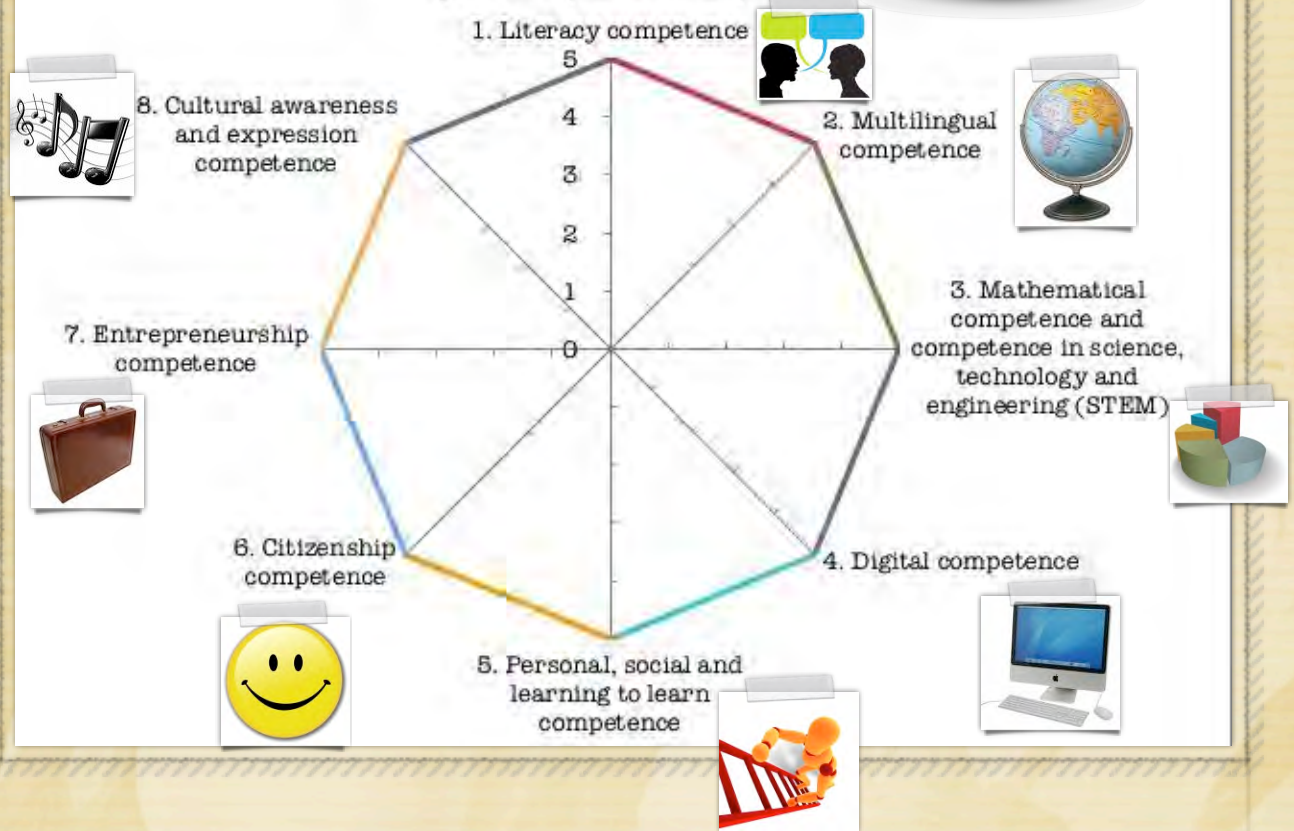 1. Literacy competence
5
4
3
2
1
0
2. Multilingual
competence
3. Mathematical
competence and
competence in science,
technology and
engineering (STEM)
4. Digital competence
5. Personal, social and
learning to learn
competence
6. Citizenship
competence
7. Entrepreneurship
competence
8. Cultural awareness
and expression
competence